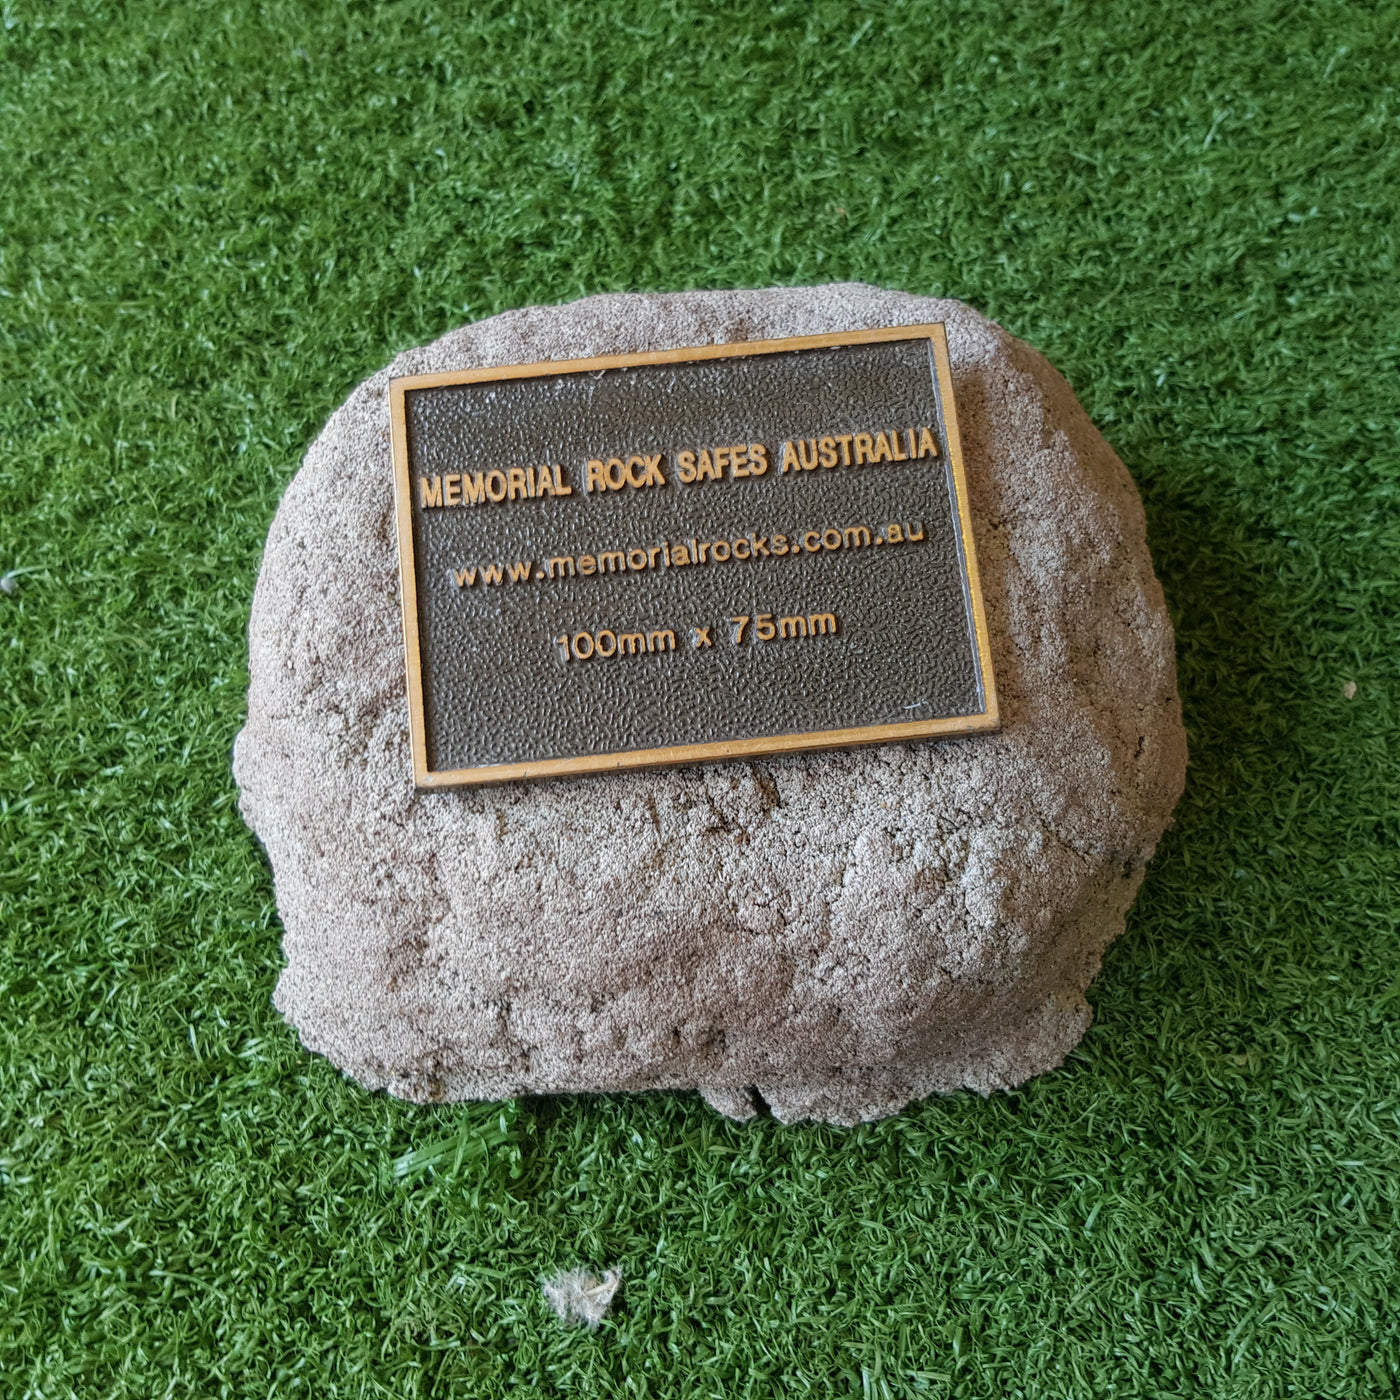 MEMORIAL ROCK SAFES AUSTRALIA
www.memorialrocks.com.au
100mm x 75mm